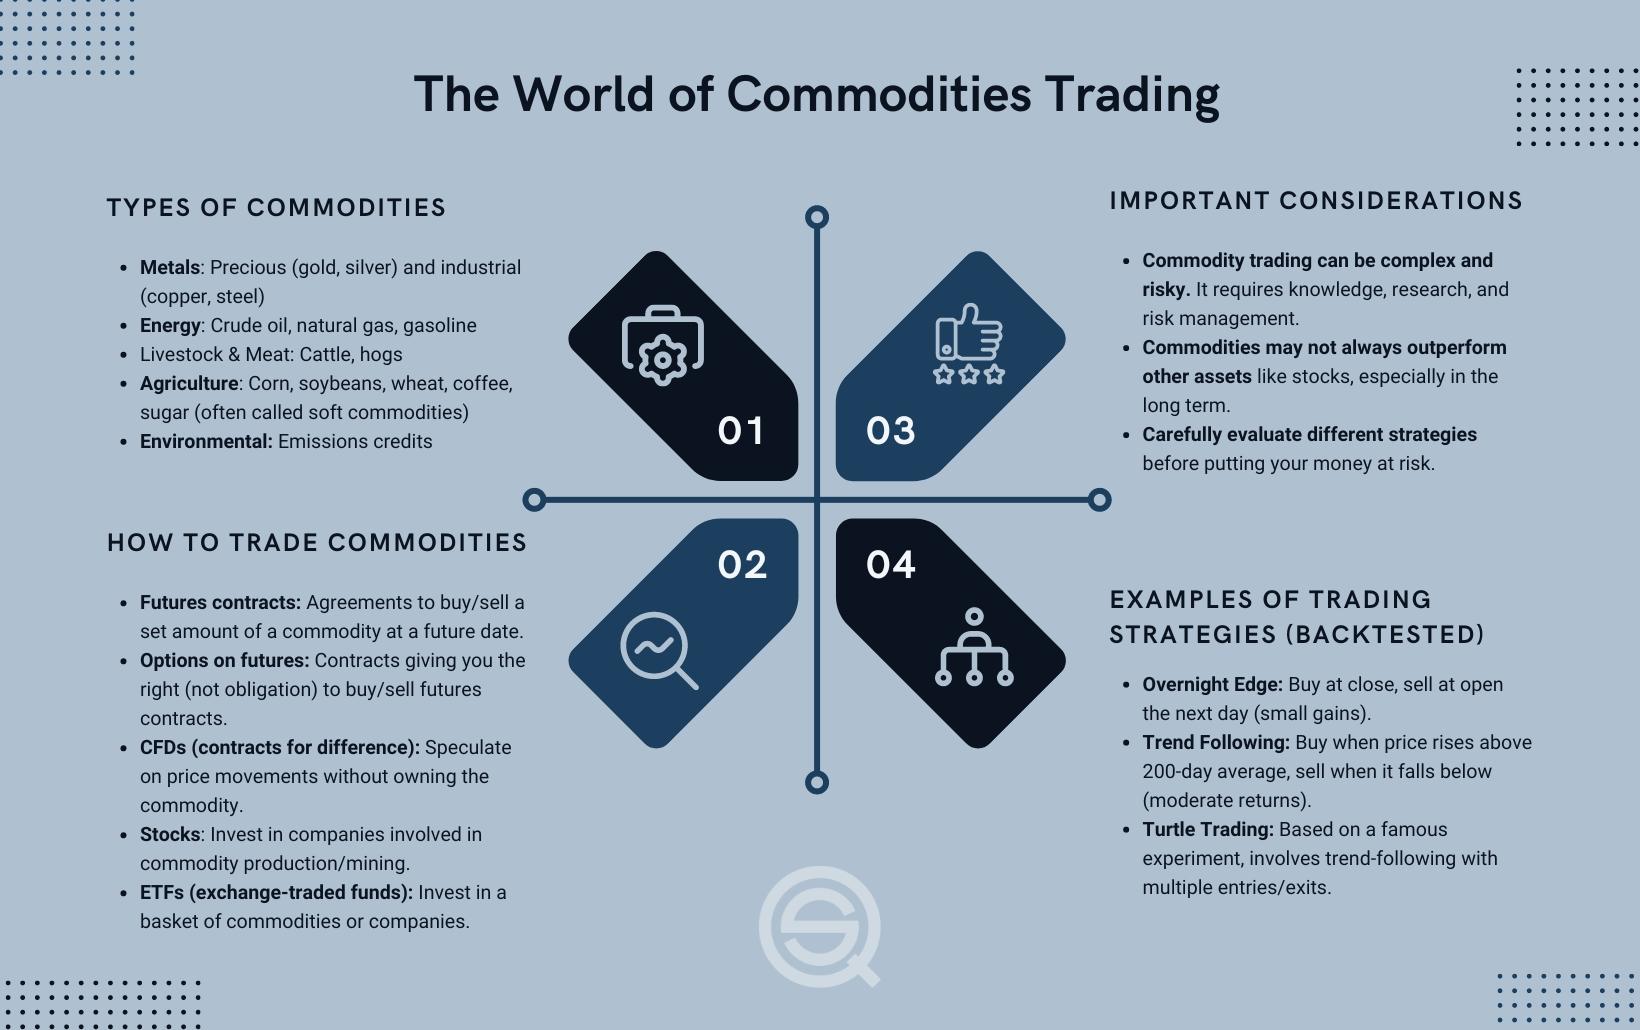 The World of Commodities Trading
TYPES OF COMMODITIES
• Metals: Precious (gold, silver) and industrial
(copper, steel)
• Energy: Crude oil, natural gas, gasoline
• Livestock & Meat: Cattle, hogs
• Agriculture: Corn, soybeans, wheat, coffee,
sugar (often called soft commodities)
• Environmental: Emissions credits
01
HOW TO TRADE COMMODITIES
• Futures contracts: Agreements to buy/sell a
set amount of a commodity at a future date.
• Options on futures: Contracts giving you the
right (not obligation) to buy/sell futures
contracts.
• CFDs (contracts for difference): Speculate
on price movements without owning the
commodity.
• Stocks: Invest in companies involved in
commodity production/mining.
• ETFs (exchange-traded funds): Invest in a
basket of commodities or companies.
02
IMPORTANT CONSIDERATIONS
• Commodity trading can be complex and
risky. It requires knowledge, research, and
risk management.
• Commodities may not always outperform
other assets like stocks, especially in the
long term.
• Carefully evaluate different strategies
before putting your money at risk.
03
EXAMPLES OF TRADING
STRATEGIES (BACKTESTED)
• Overnight Edge: Buy at close, sell at open
the next day (small gains).
• Trend Following: Buy when price rises above
200-day average, sell when it falls below
(moderate returns).
• Turtle Trading: Based on a famous
experiment, involves trend-following with
multiple entries/exits.
04